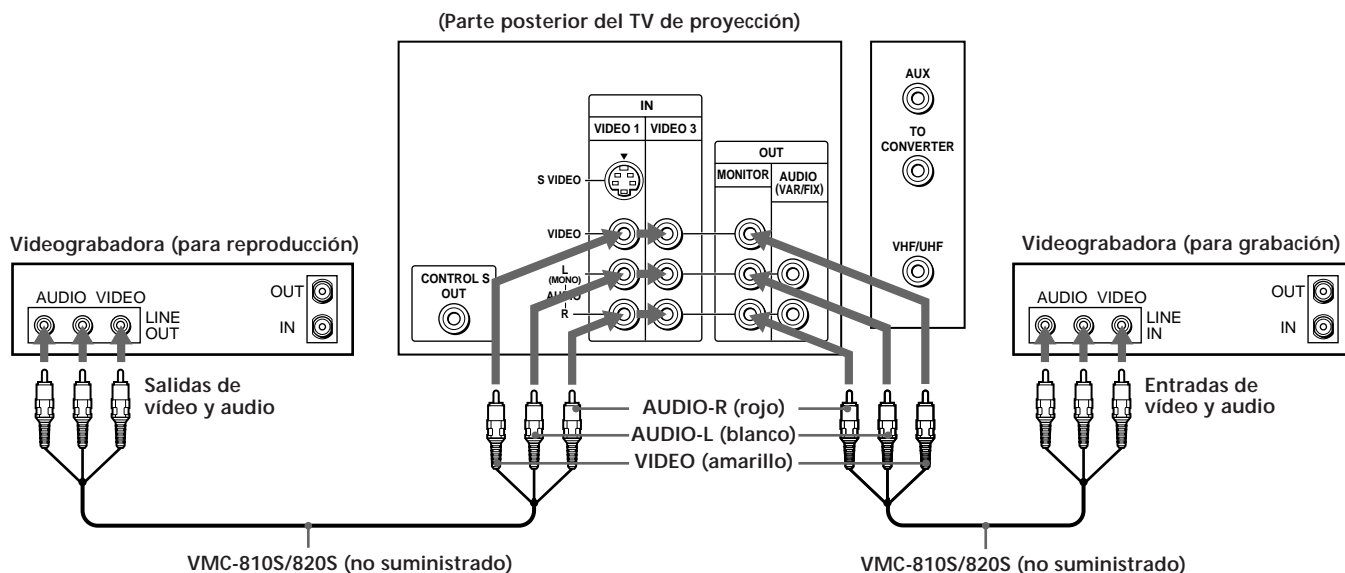 (Parte posterior del TV de proyección)
AUX
TO
CONVERTER
VHF/UHF
IN
VIDEO 1 VIDEO 3
S VIDEO
VIDEO
L
(MONO)
AUDIO
R
OUT
MONITOR
AUDIO
(VAR/FIX)
CONTROL S
OUT
Videograbadora (para reproducción)
AUDIO VIDEO
LINE
OUT
OUT
IN
Salidas de
vídeo y audio
Videograbadora (para grabación)
AUDIO VIDEO
LINE
IN
OUT
IN
Entradas de
vídeo y audio
AUDIO-R (rojo)
AUDIO-L (blanco)
VIDEO (amarillo)
VMC-810S/820S (no suministrado)
VMC-810S/820S (no suministrado)